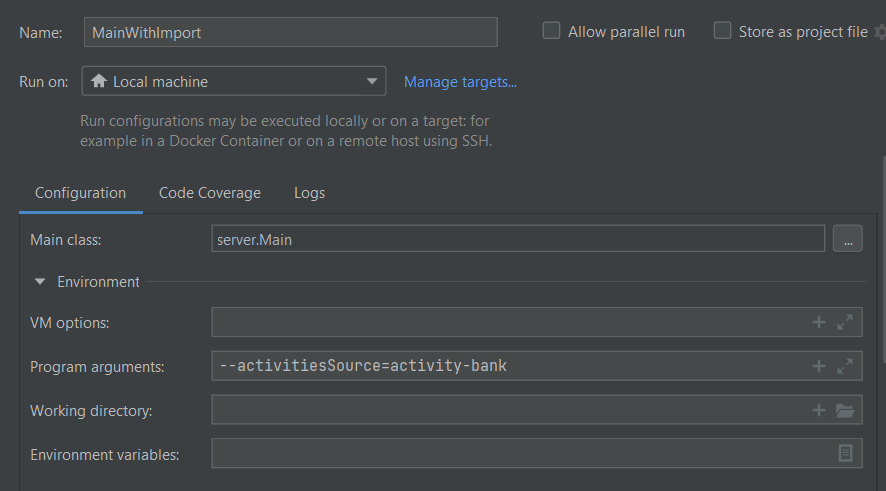 Name: MainWithImport Allow parallel run Store as project file
Run on: Local machine Manage targets...
Run configurations may be executed locally or on a target: for
example in a Docker Container or on a remote host using SSH.
Configuration Code Coverage Logs
Main class: server.Main ...
Environment
VM options:
Program arguments: --activitiesSource=activity-bank
Working directory:
Environment variables: